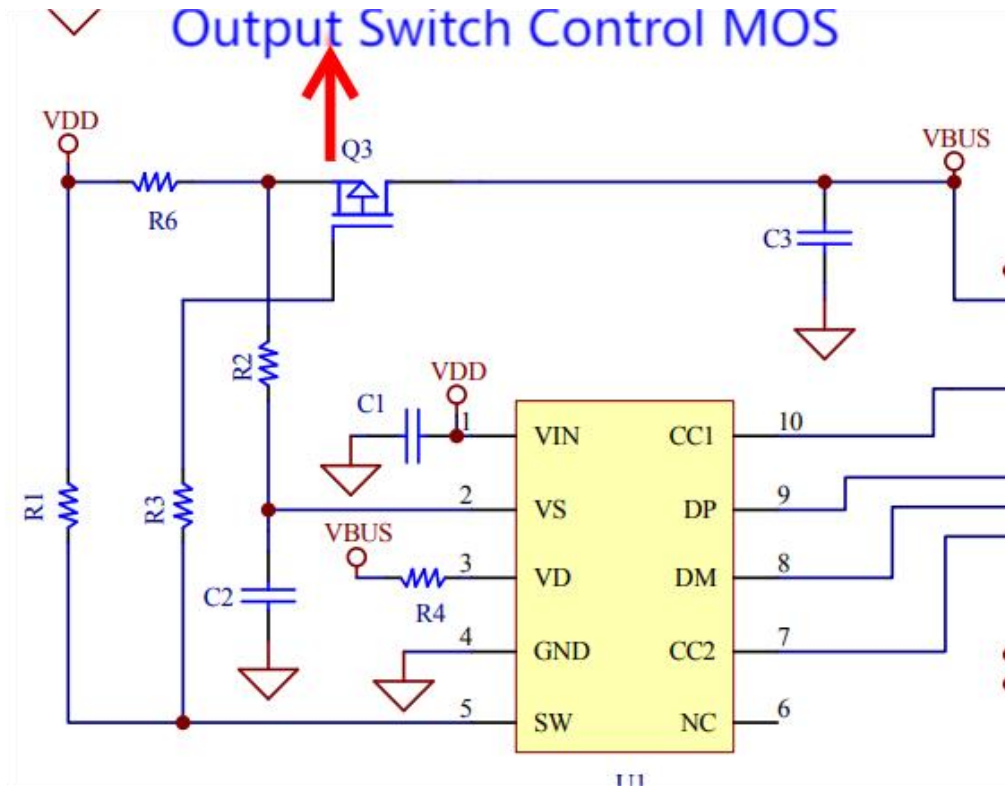 Output Switch Control MOS
VDD
Q3
VBUS
R6
C3
R2
VDD
C1
1 VIN CC1 10
R1
R3
2 VS DP 9
VBUS
3 VD DM 8
C2
R4
4 GND CC2 7
5 SW NC 6
U1